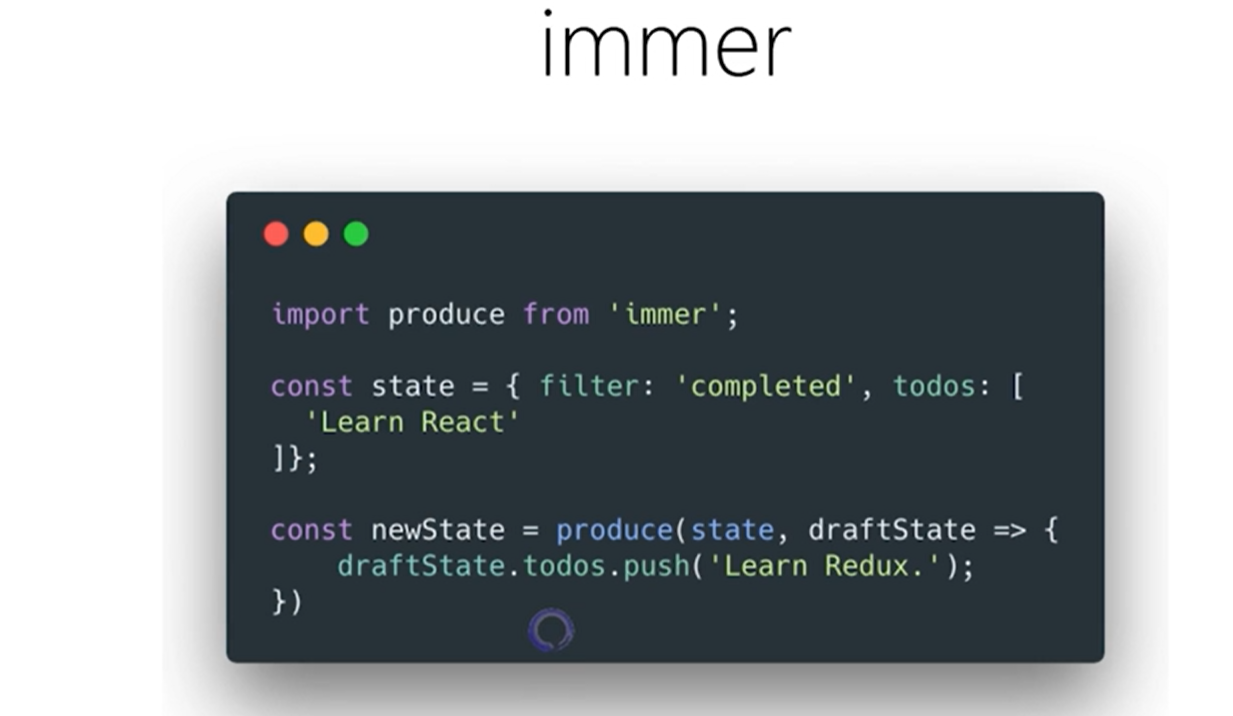 immer
import produce from 'immer';
const state = { filter: 'completed', todos: [
'Learn React'
]};
const newState = produce(state, draftState => {
draftState.todos.push('Learn Redux.');
})